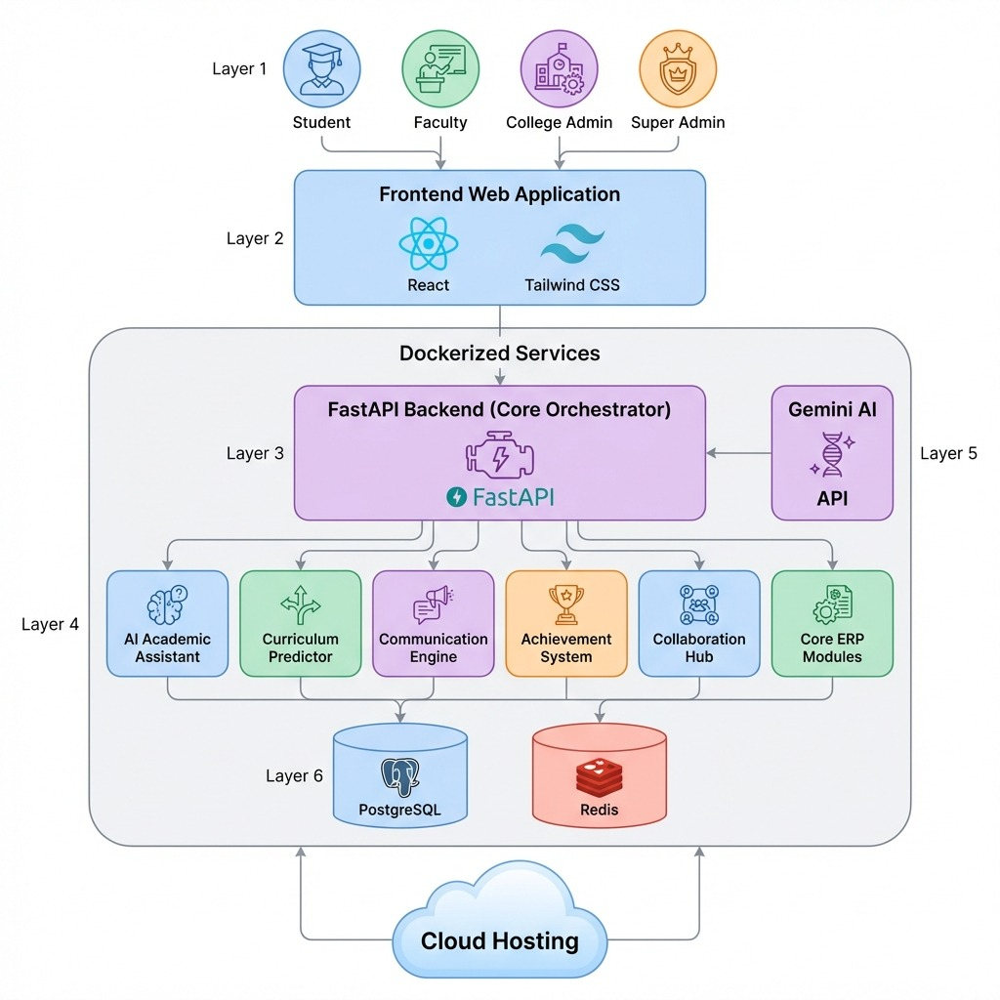 Layer 1
Student
Faculty
College Admin
Super Admin
Frontend Web Application
Layer 2
React
Tailwind CSS
Dockerized Services
FastAPI Backend (Core Orchestrator)
Layer 3
FastAPI
Gemini AI
API
Layer 5
Layer 4
AI Academic
Assistant
Curriculum
Predictor
Communication
Engine
Achievement
System
Collaboration
Hub
Core ERP
Modules
Layer 6
PostgreSQL
Redis
Cloud Hosting